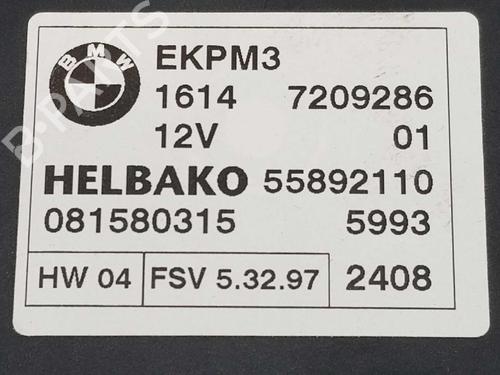 BMW
EKPM3
1614 7209286
12V 01
HELBAKO 55892110
081580315 5993
HW 04 FSV 5.32.97 2408
B-PARTS